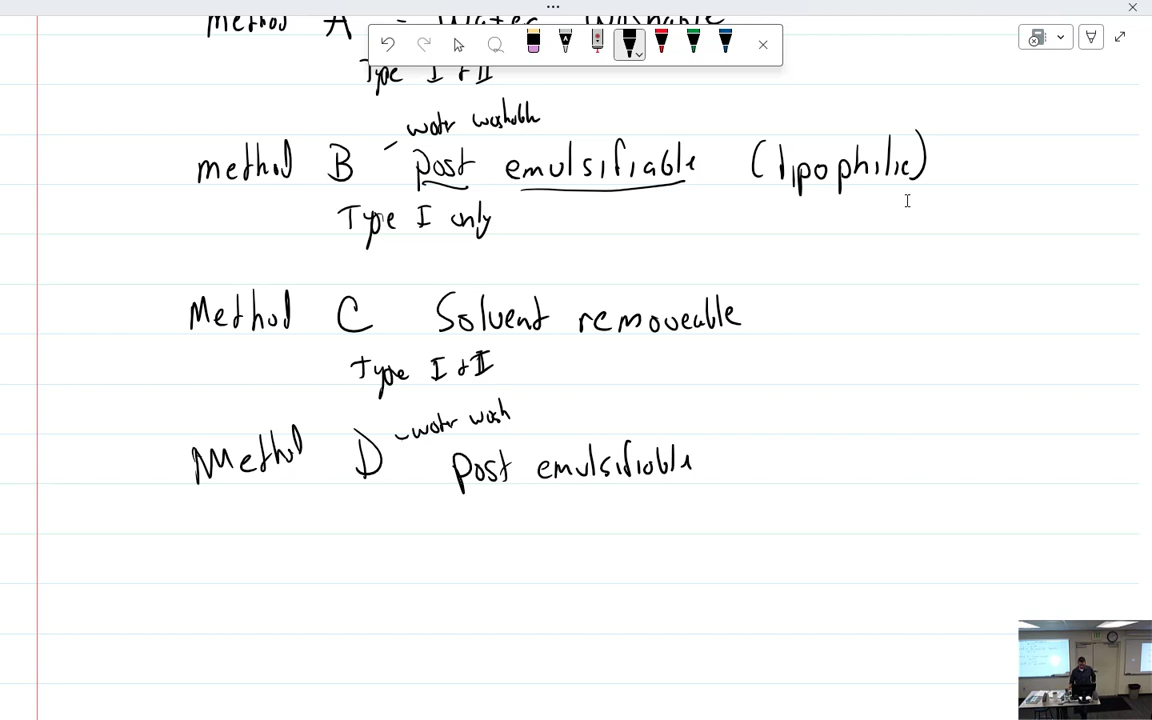 method A - Water Washable
Type I & II
- water washable
method B post emulsifiable (lipophilic)
Type I only
Method C Solvent removeable
Type I & II
- water wash
Method D Post emulsifiable